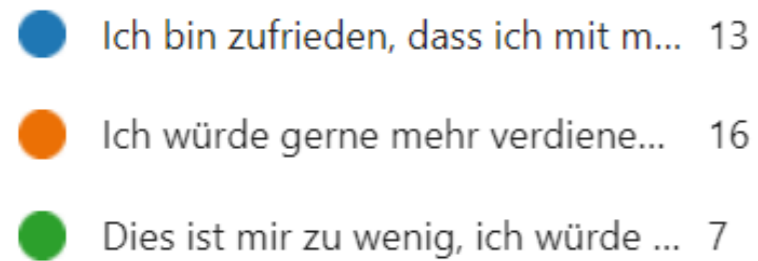 Ich bin zufrieden, dass ich mit m... 13
Ich würde gerne mehr verdiene... 16
Dies ist mir zu wenig, ich würde ... 7